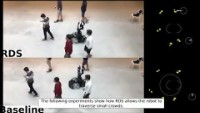 RDS
Baseline
The following experiments show how RDS allows the robot to
traverse small crowds.